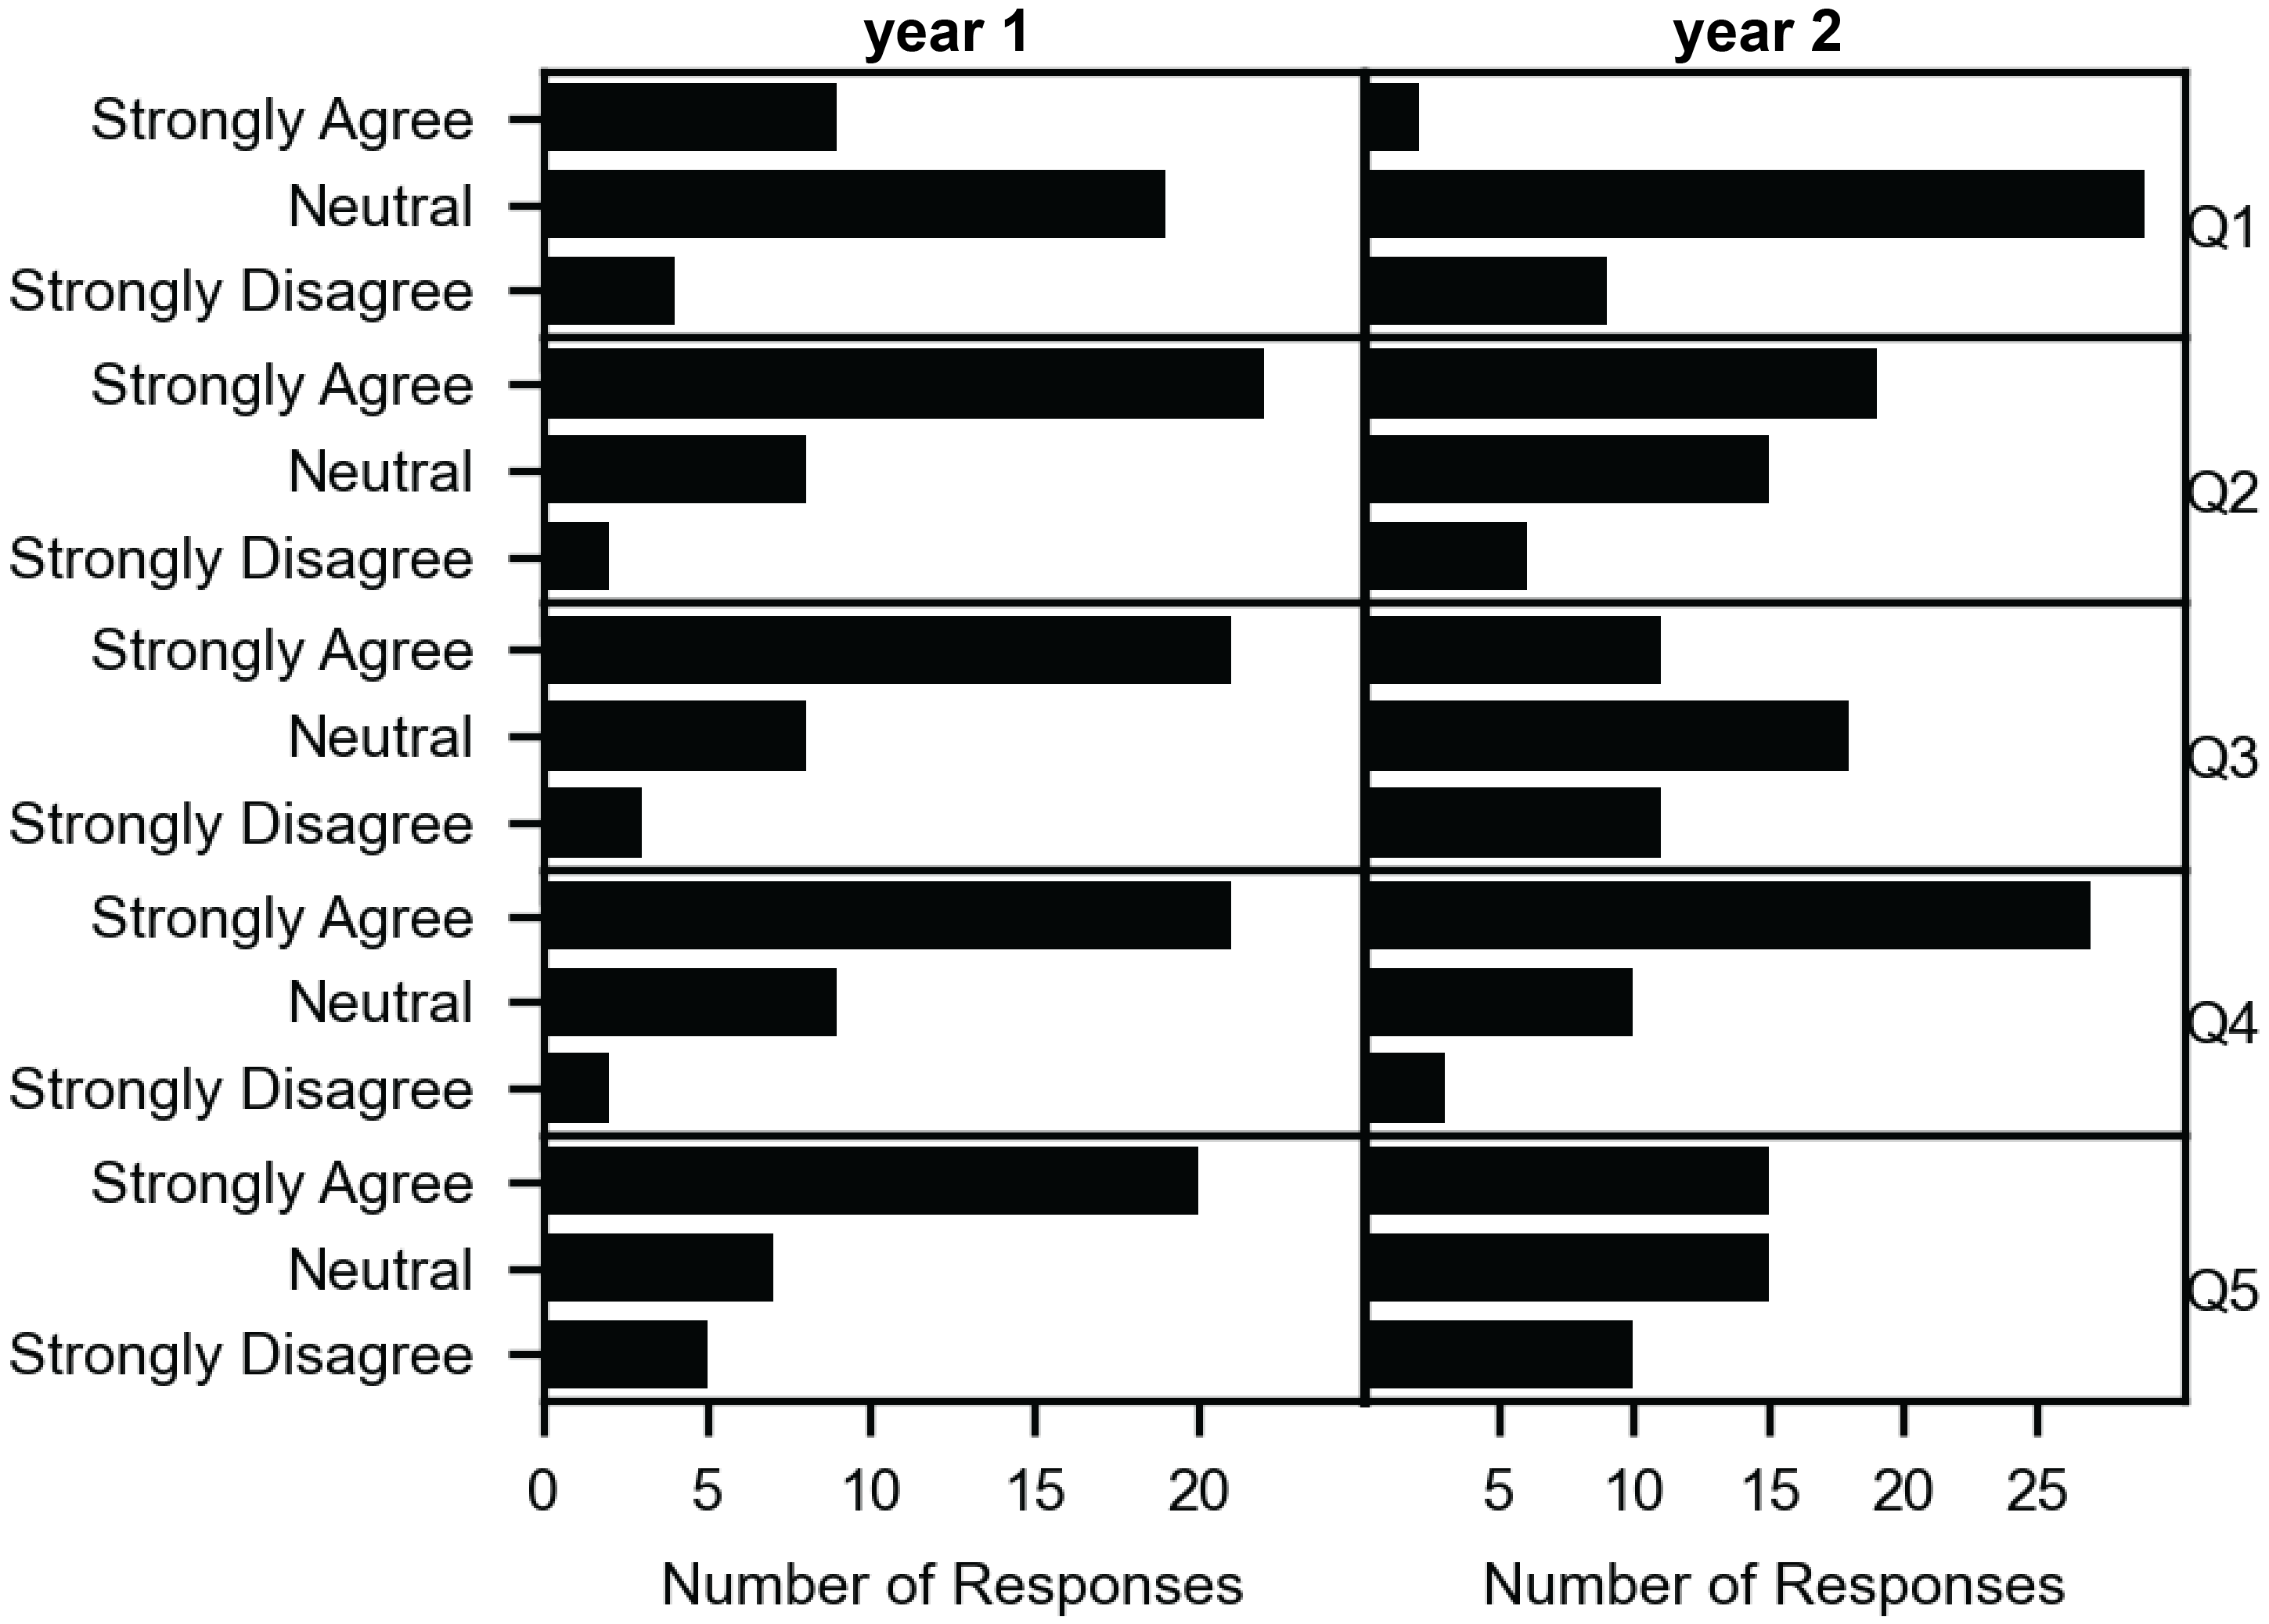 year 1 year 2
Strongly Agree
Neutral
Q1
Strongly Disagree
Strongly Agree
Neutral
Q2
Strongly Disagree
Strongly Agree
Neutral
Q3
Strongly Disagree
Strongly Agree
Neutral
Q4
Strongly Disagree
Strongly Agree
Neutral
Q5
Strongly Disagree
0 5 10 15 20 5 10 15 20 25
Number of Responses Number of Responses